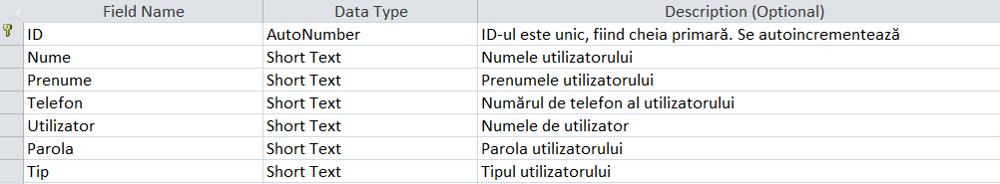 Field Name Data Type Description (Optional)
ID AutoNumber ID-ul este unic, fiind cheia primară. Se autoincrementează
Nume Short Text Numele utilizatorului
Prenume Short Text Prenumele utilizatorului
Telefon Short Text Numărul de telefon al utilizatorului
Utilizator Short Text Numele de utilizator
Parola Short Text Parola utilizatorului
Tip Short Text Tipul utilizatorului